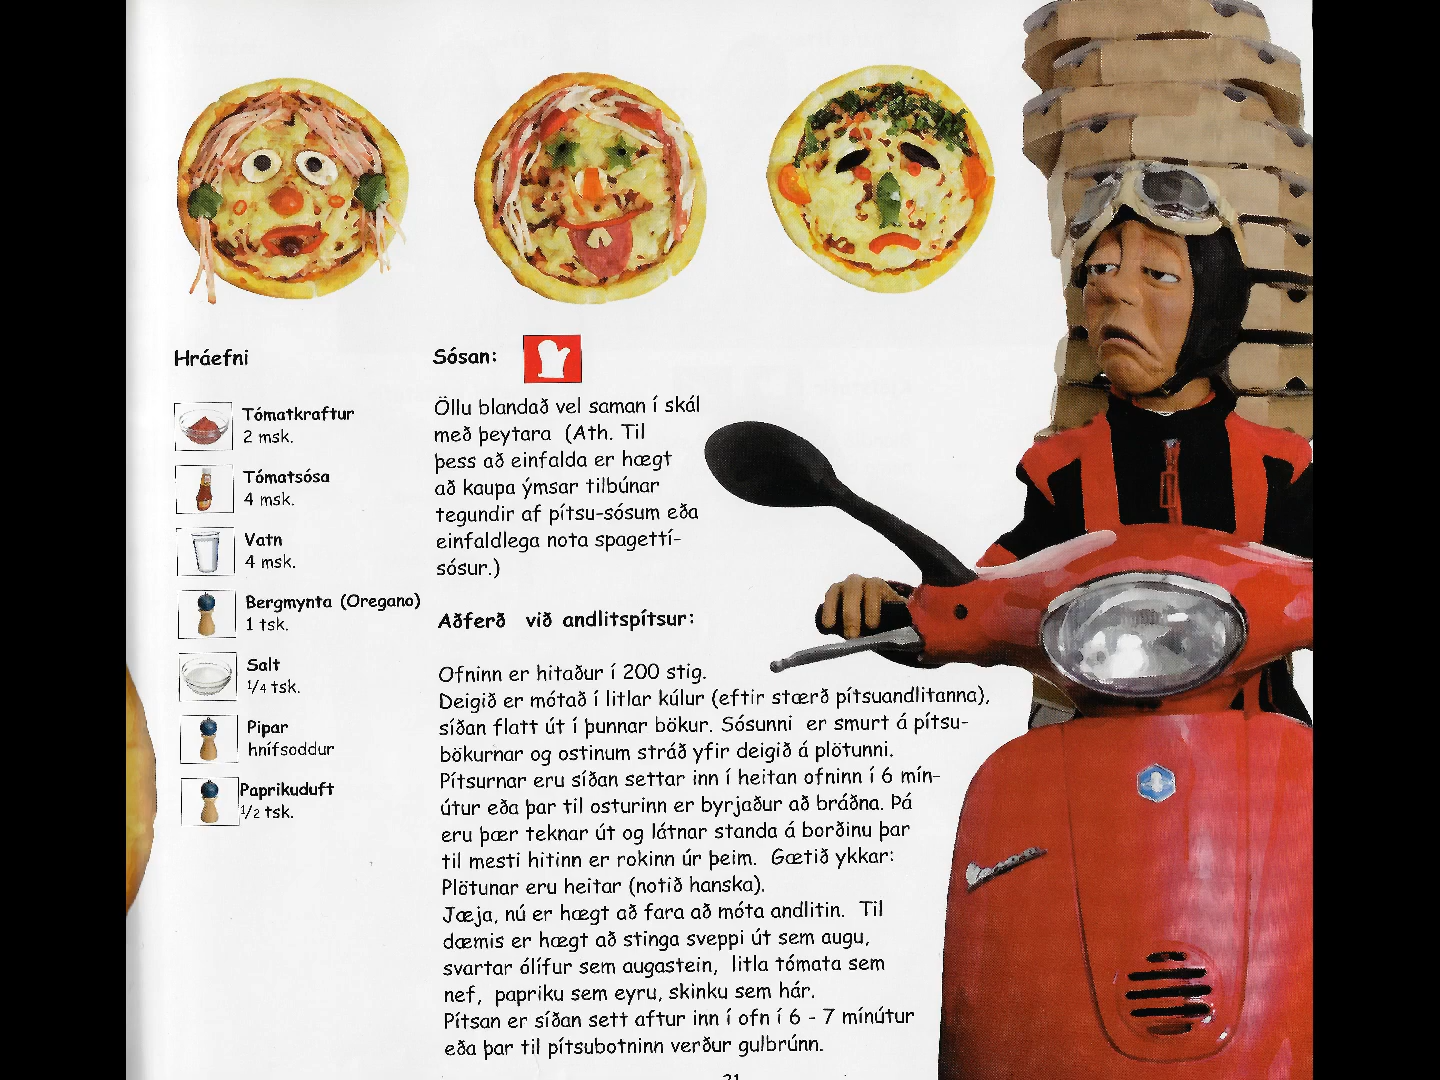 Hráefni
Tómatkraftur
2 msk.
Tómatsósa
4 msk.
Vatn
4 msk.
Bergmynta (Oregano)
1 tsk.
Salt
1/4 tsk.
Pipar
hnífsoddur
Paprikuduft
1/2 tsk.
Sósan:
Öllu blandað vel saman í skál
með þeytara (Ath. Til
þess að einfalda er hægt
að kaupa ýmsar tilbúnar
tegundir af pítsu-sósum eða
einfaldlega nota spagettí-
sósur.)
Aðferð við andlitspítsur:
Ofninn er hitaður í 200 stig.
Deigið er mótað í litlar kúlur (eftir stærð pítsuandlitanna),
síðan flatt út í þunnar bökur. Sósunni er smurt á pítsu-
bökurnar og ostinum stráð yfir deigið á plötunni.
Pítsurnar eru síðan settar inn í heitan ofninn í 6 mín-
útur eða þar til osturinn er byrjaður að bráðna. Þá
eru þær teknar út og látnar standa á borðinu þar
til mesti hitinn er rokinn úr þeim. Gætið ykkar:
Plötunar eru heitar (notið hanska).
Jæja, nú er hægt að fara að móta andlitin. Til
dæmis er hægt að stinga sveppi út sem augu,
svartar ólífur sem augastein, litla tómata sem
nef, papriku sem eyru, skinku sem hár.
Pítsan er síðan sett aftur inn í ofn í 6 - 7 mínútur
eða þar til pítsubotninn verður gulbrúnn.
21